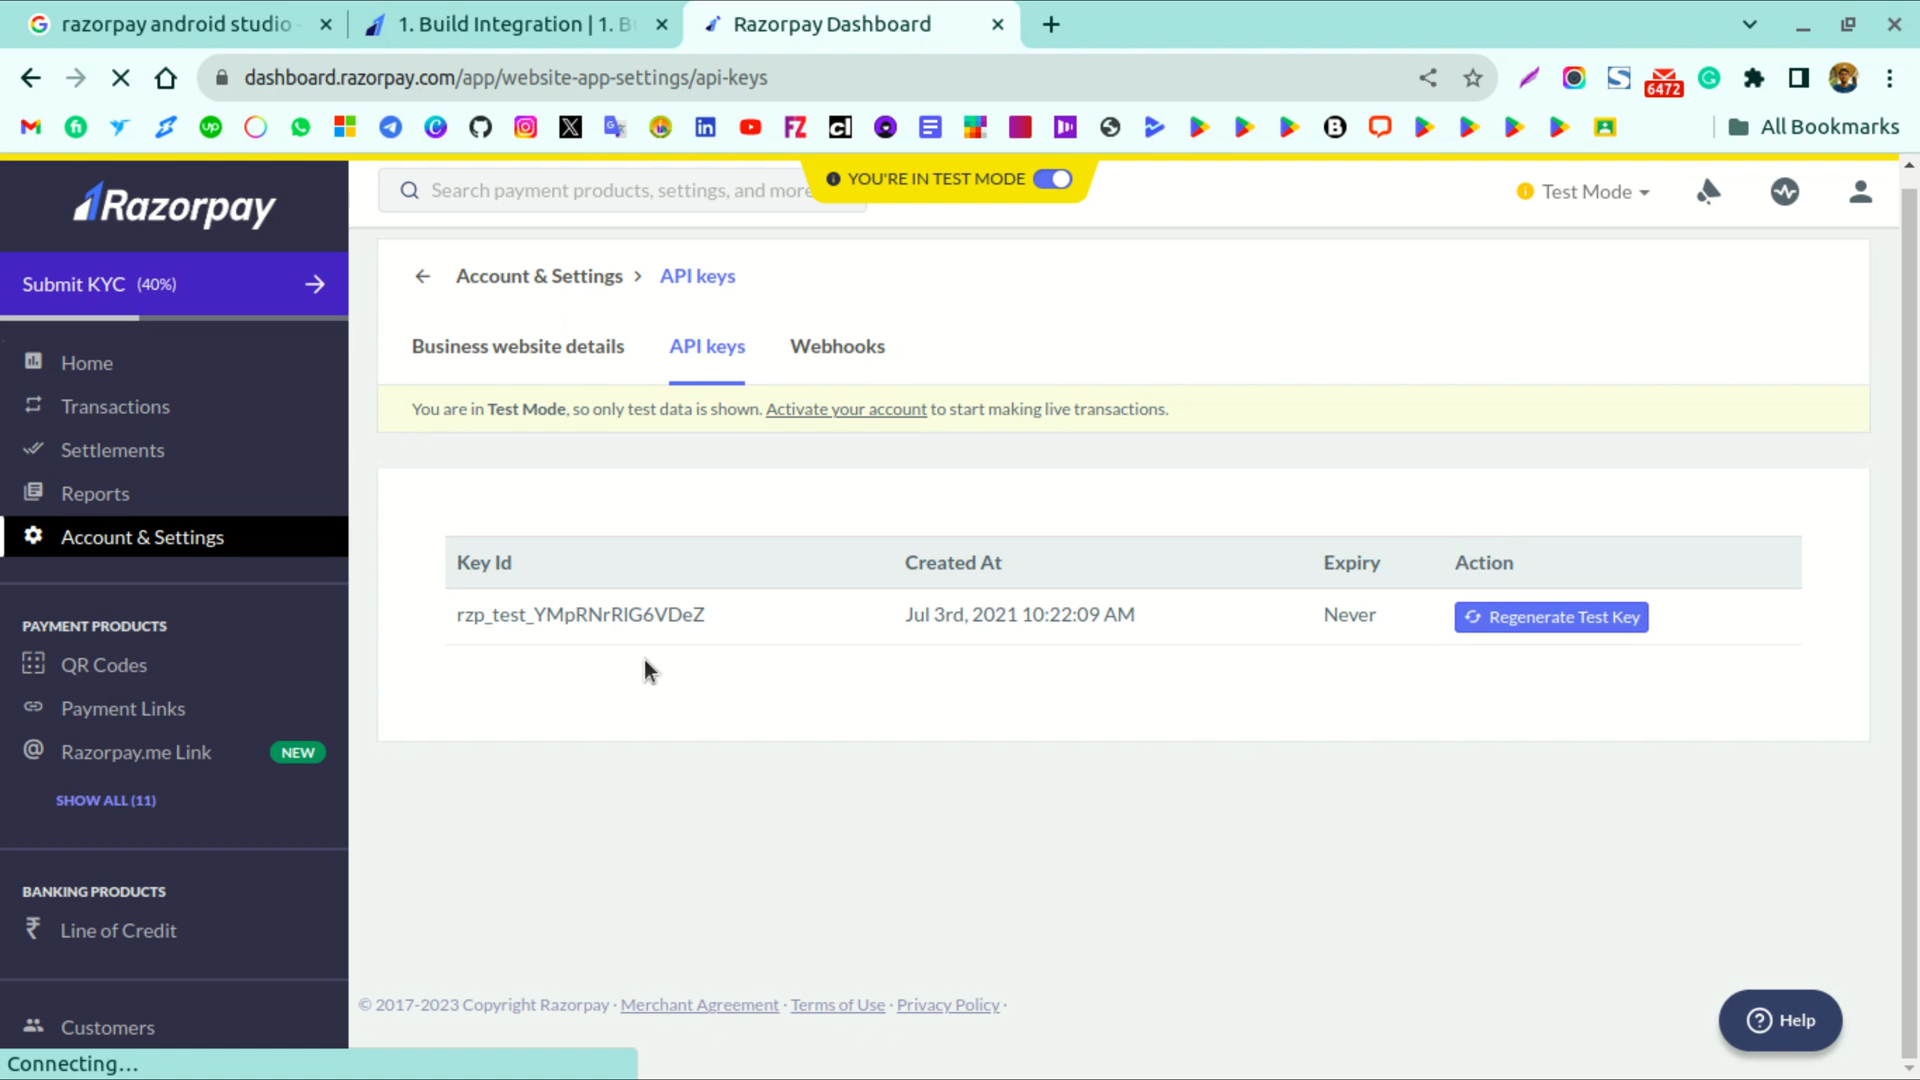 razorpay android studio -
1. Build Integration | 1. Bu
Razorpay Dashboard
dashboard.razorpay.com/app/website-app-settings/api-keys
6472
All Bookmarks
Razorpay
Search payment products, settings, and more
YOU'RE IN TEST MODE
Test Mode
Submit KYC (40%)
Account & Settings > API keys
Home
Business website details
API keys
Webhooks
Transactions
You are in Test Mode, so only test data is shown. Activate your account to start making live transactions.
Settlements
Reports
Account & Settings
Key Id
Created At
Expiry
Action
rzp_test_YMpRNrRlG6VDeZ
Jul 3rd, 2021 10:22:09 AM
Never
Regenerate Test Key
PAYMENT PRODUCTS
QR Codes
Payment Links
Razorpay.me Link NEW
SHOW ALL (11)
BANKING PRODUCTS
Line of Credit
© 2017-2023 Copyright Razorpay · Merchant Agreement · Terms of Use · Privacy Policy ·
Customers
Help
Connecting...